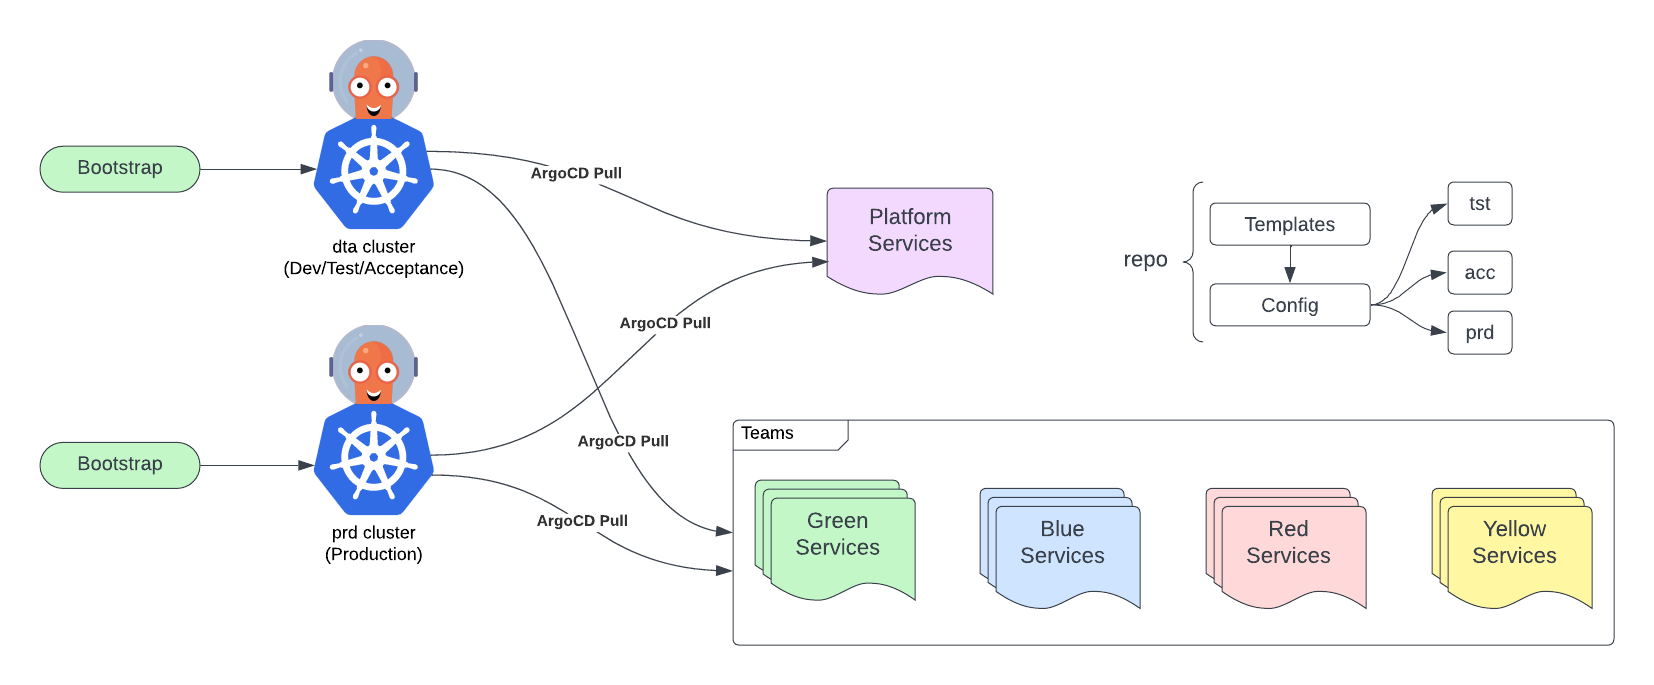 Bootstrap
dta cluster
(Dev/Test/Acceptance)
ArgoCD Pull
Platform
Services
repo
Templates
Config
tst
acc
prd
ArgoCD Pull
Bootstrap
prd cluster
(Production)
ArgoCD Pull
ArgoCD Pull
Teams
Green
Services
Blue
Services
Red
Services
Yellow
Services